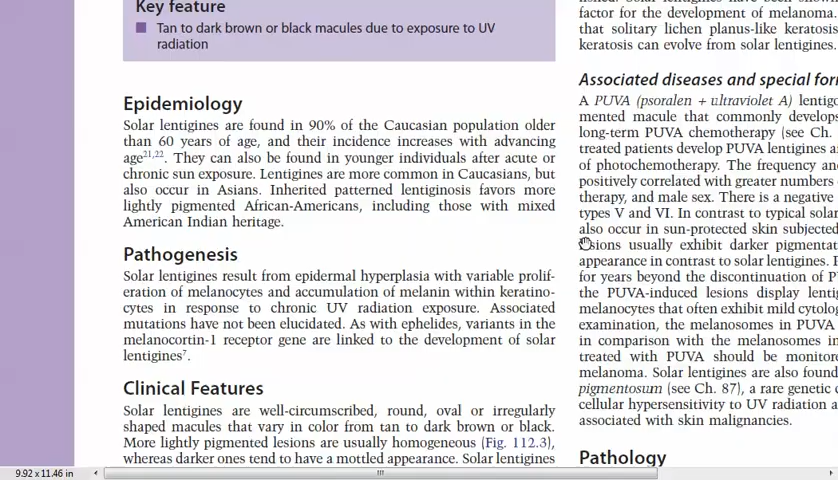 Key feature
Tan to dark brown or black macules due to exposure to UV
radiation
Epidemiology
Solar lentigines are found in 90% of the Caucasian population older
than 60 years of age, and their incidence increases with advancing
age21,22. They can also be found in younger individuals after acute or
chronic sun exposure. Lentigines are more common in Caucasians, but
also occur in Asians. Inherited patterned lentiginosis favors more
lightly pigmented African-Americans, including those with mixed
American Indian heritage.
Pathogenesis
Solar lentigines result from epidermal hyperplasia with variable prolif-
eration of melanocytes and accumulation of melanin within keratino-
cytes in response to chronic UV radiation exposure. Associated
mutations have not been elucidated. As with ephelides, variants in the
melanocortin-1 receptor gene are linked to the development of solar
lentigines7.
Clinical Features
Solar lentigines are well-circumscribed, round, oval or irregularly
shaped macules that vary in color from tan to dark brown or black.
More lightly pigmented lesions are usually homogeneous (Fig. 112.3),
whereas darker ones tend to have a mottled appearance. Solar lentigines
factor for the development of melanoma.
that solitary lichen planus-like keratosis
keratosis can evolve from solar lentigines.
Associated diseases and special for
A PUVA (psoralen + ultraviolet A) lentigo
mented macule that commonly develops
long-term PUVA chemotherapy (see Ch.
treated patients develop PUVA lentigines a
of photochemotherapy. The frequency an
positively correlated with greater numbers
therapy, and male sex. There is a negative
types V and VI. In contrast to typical sola
also occur in sun-protected skin subjected
lesions usually exhibit darker pigmenta
appearance in contrast to solar lentigines. P
for years beyond the discontinuation of P
the PUVA-induced lesions display lenti
melanocytes that often exhibit mild cytolog
examination, the melanosomes in PUVA
in comparison with the melanosomes in
treated with PUVA should be monitor
melanoma. Solar lentigines are also found
pigmentosum (see Ch. 87), a rare genetic
cellular hypersensitivity to UV radiation a
associated with skin malignancies.
Pathology
9.92 x 11.46 in